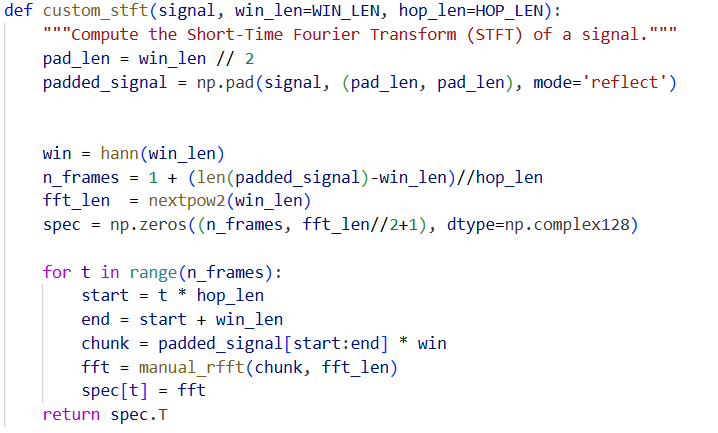 def custom_stft(signal, win_len=WIN_LEN, hop_len=HOP_LEN):
    """Compute the Short-Time Fourier Transform (STFT) of a signal."""
    pad_len = win_len // 2
    padded_signal = np.pad(signal, (pad_len, pad_len), mode='reflect')
    win = hann(win_len)
    n_frames = 1 + (len(padded_signal)-win_len)//hop_len
    fft_len  = nextpow2(win_len)
    spec = np.zeros((n_frames, fft_len//2+1), dtype=np.complex128)
    for t in range(n_frames):
        start = t * hop_len
        end = start + win_len
        chunk = padded_signal[start:end] * win
        fft = manual_rfft(chunk, fft_len)
        spec[t] = fft
    return spec.T